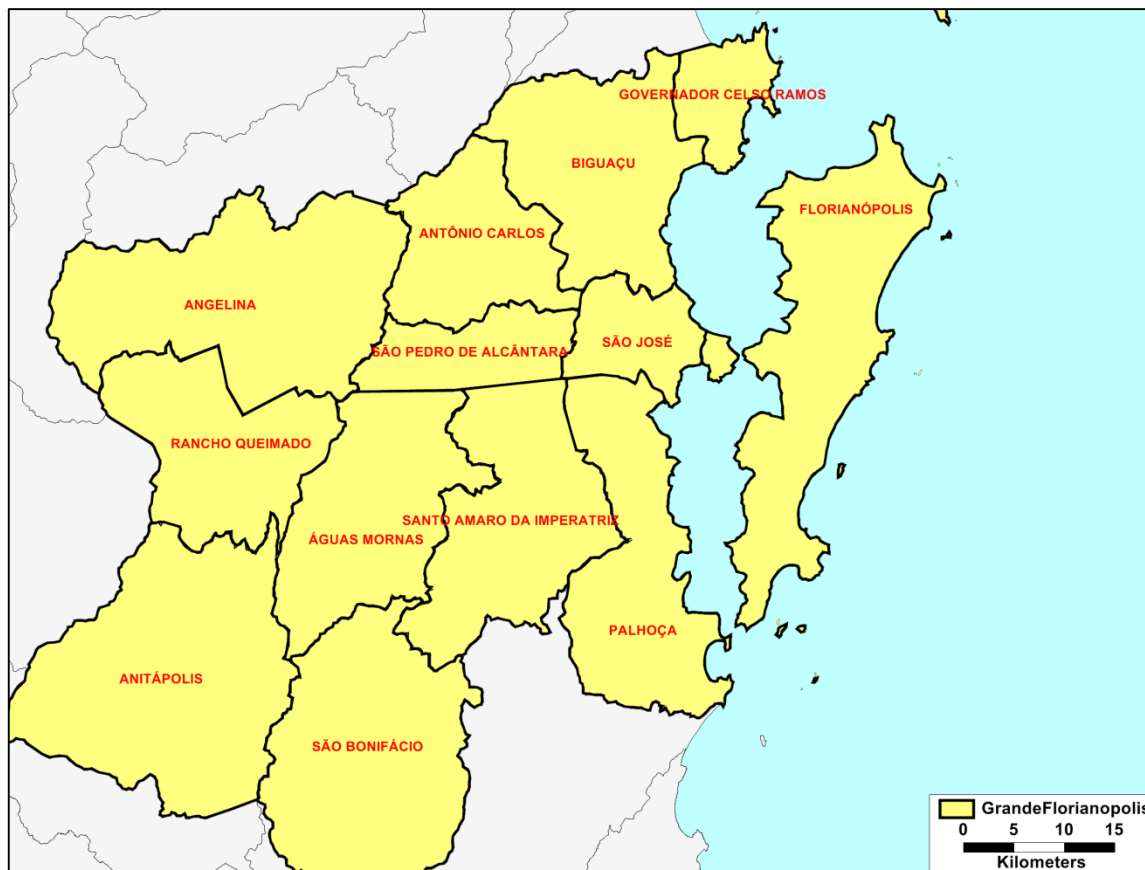 GOVERNADOR CELSO RAMOS
BIGUAÇU
FLORIANÓPOLIS
ANTÔNIO CARLOS
ANGELINA
SÃO JOSÉ
SÃO PEDRO DE ALCÂNTARA
RANCHO QUEIMADO
SANTO AMARO DA IMPERATRIZ
ÁGUAS MORNAS
PALHOÇA
ANITÁPOLIS
SÃO BONIFÁCIO
GrandeFlorianopolis
0 5 10 15
Kilometers